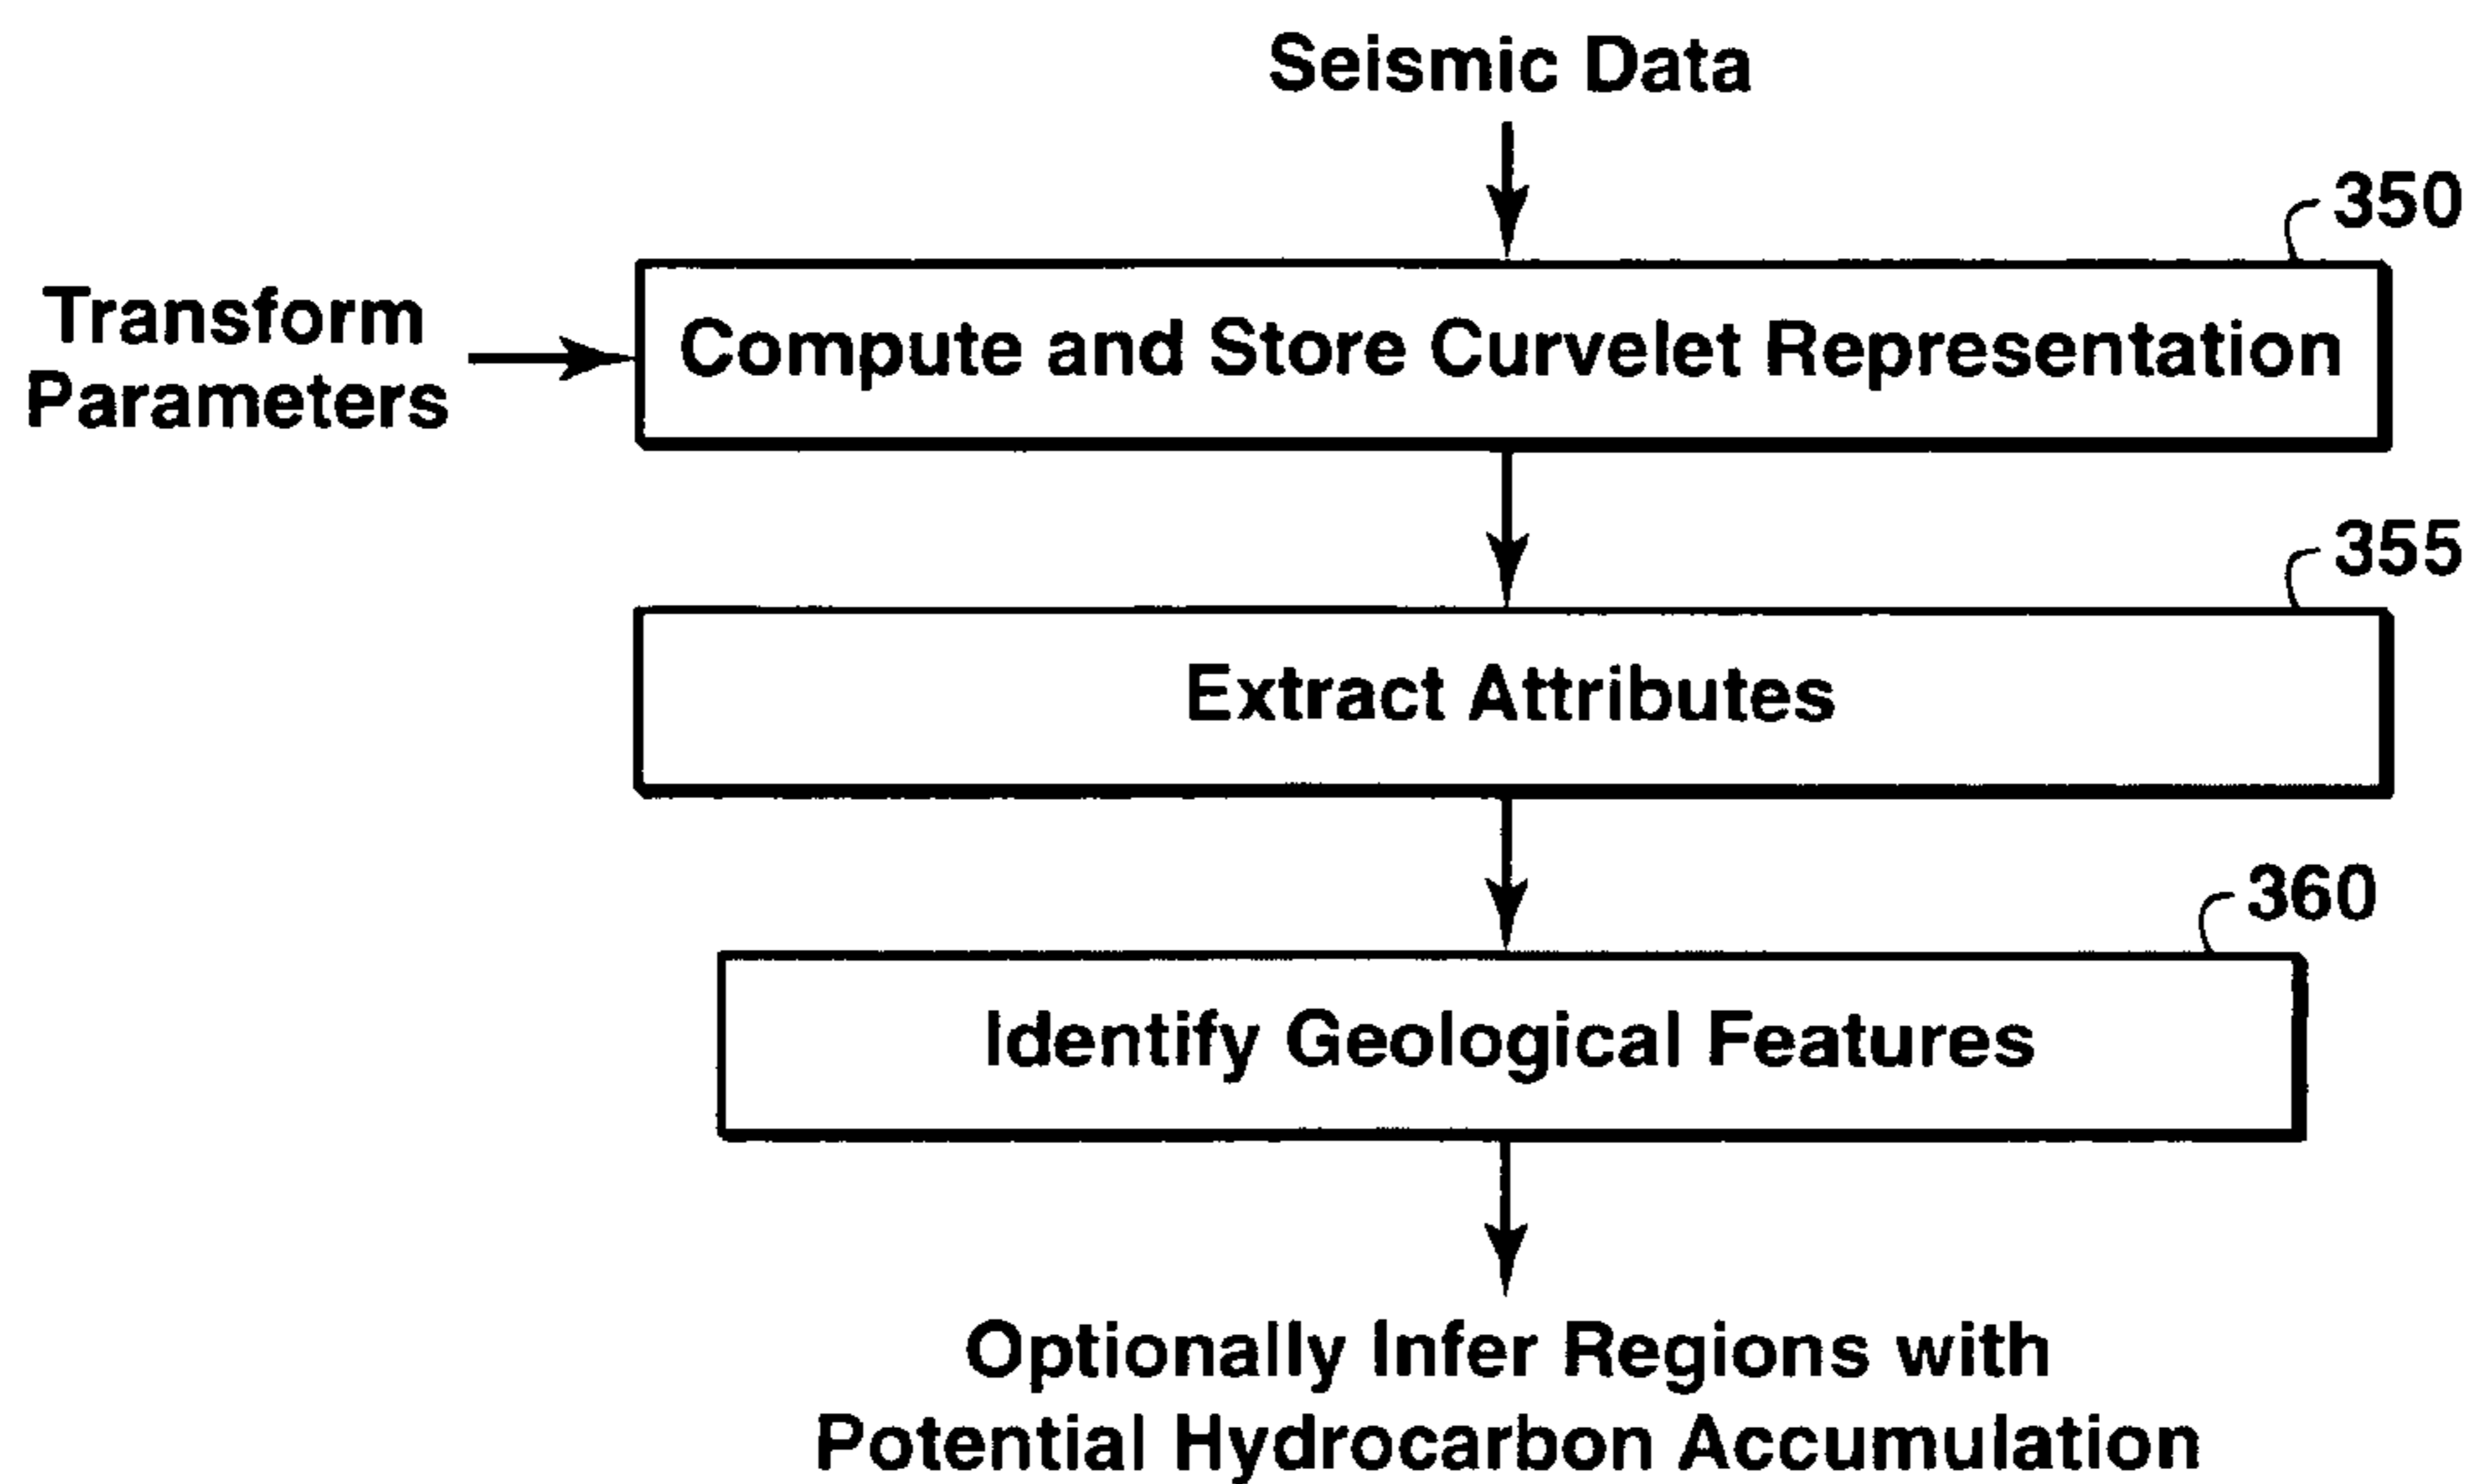 Seismic Data
350
Transform
Parameters
Compute and Store Curvelet Representation
355
Extract Attributes
360
Identify Geological Features
Optionally Infer Regions with
Potential Hydrocarbon Accumulation